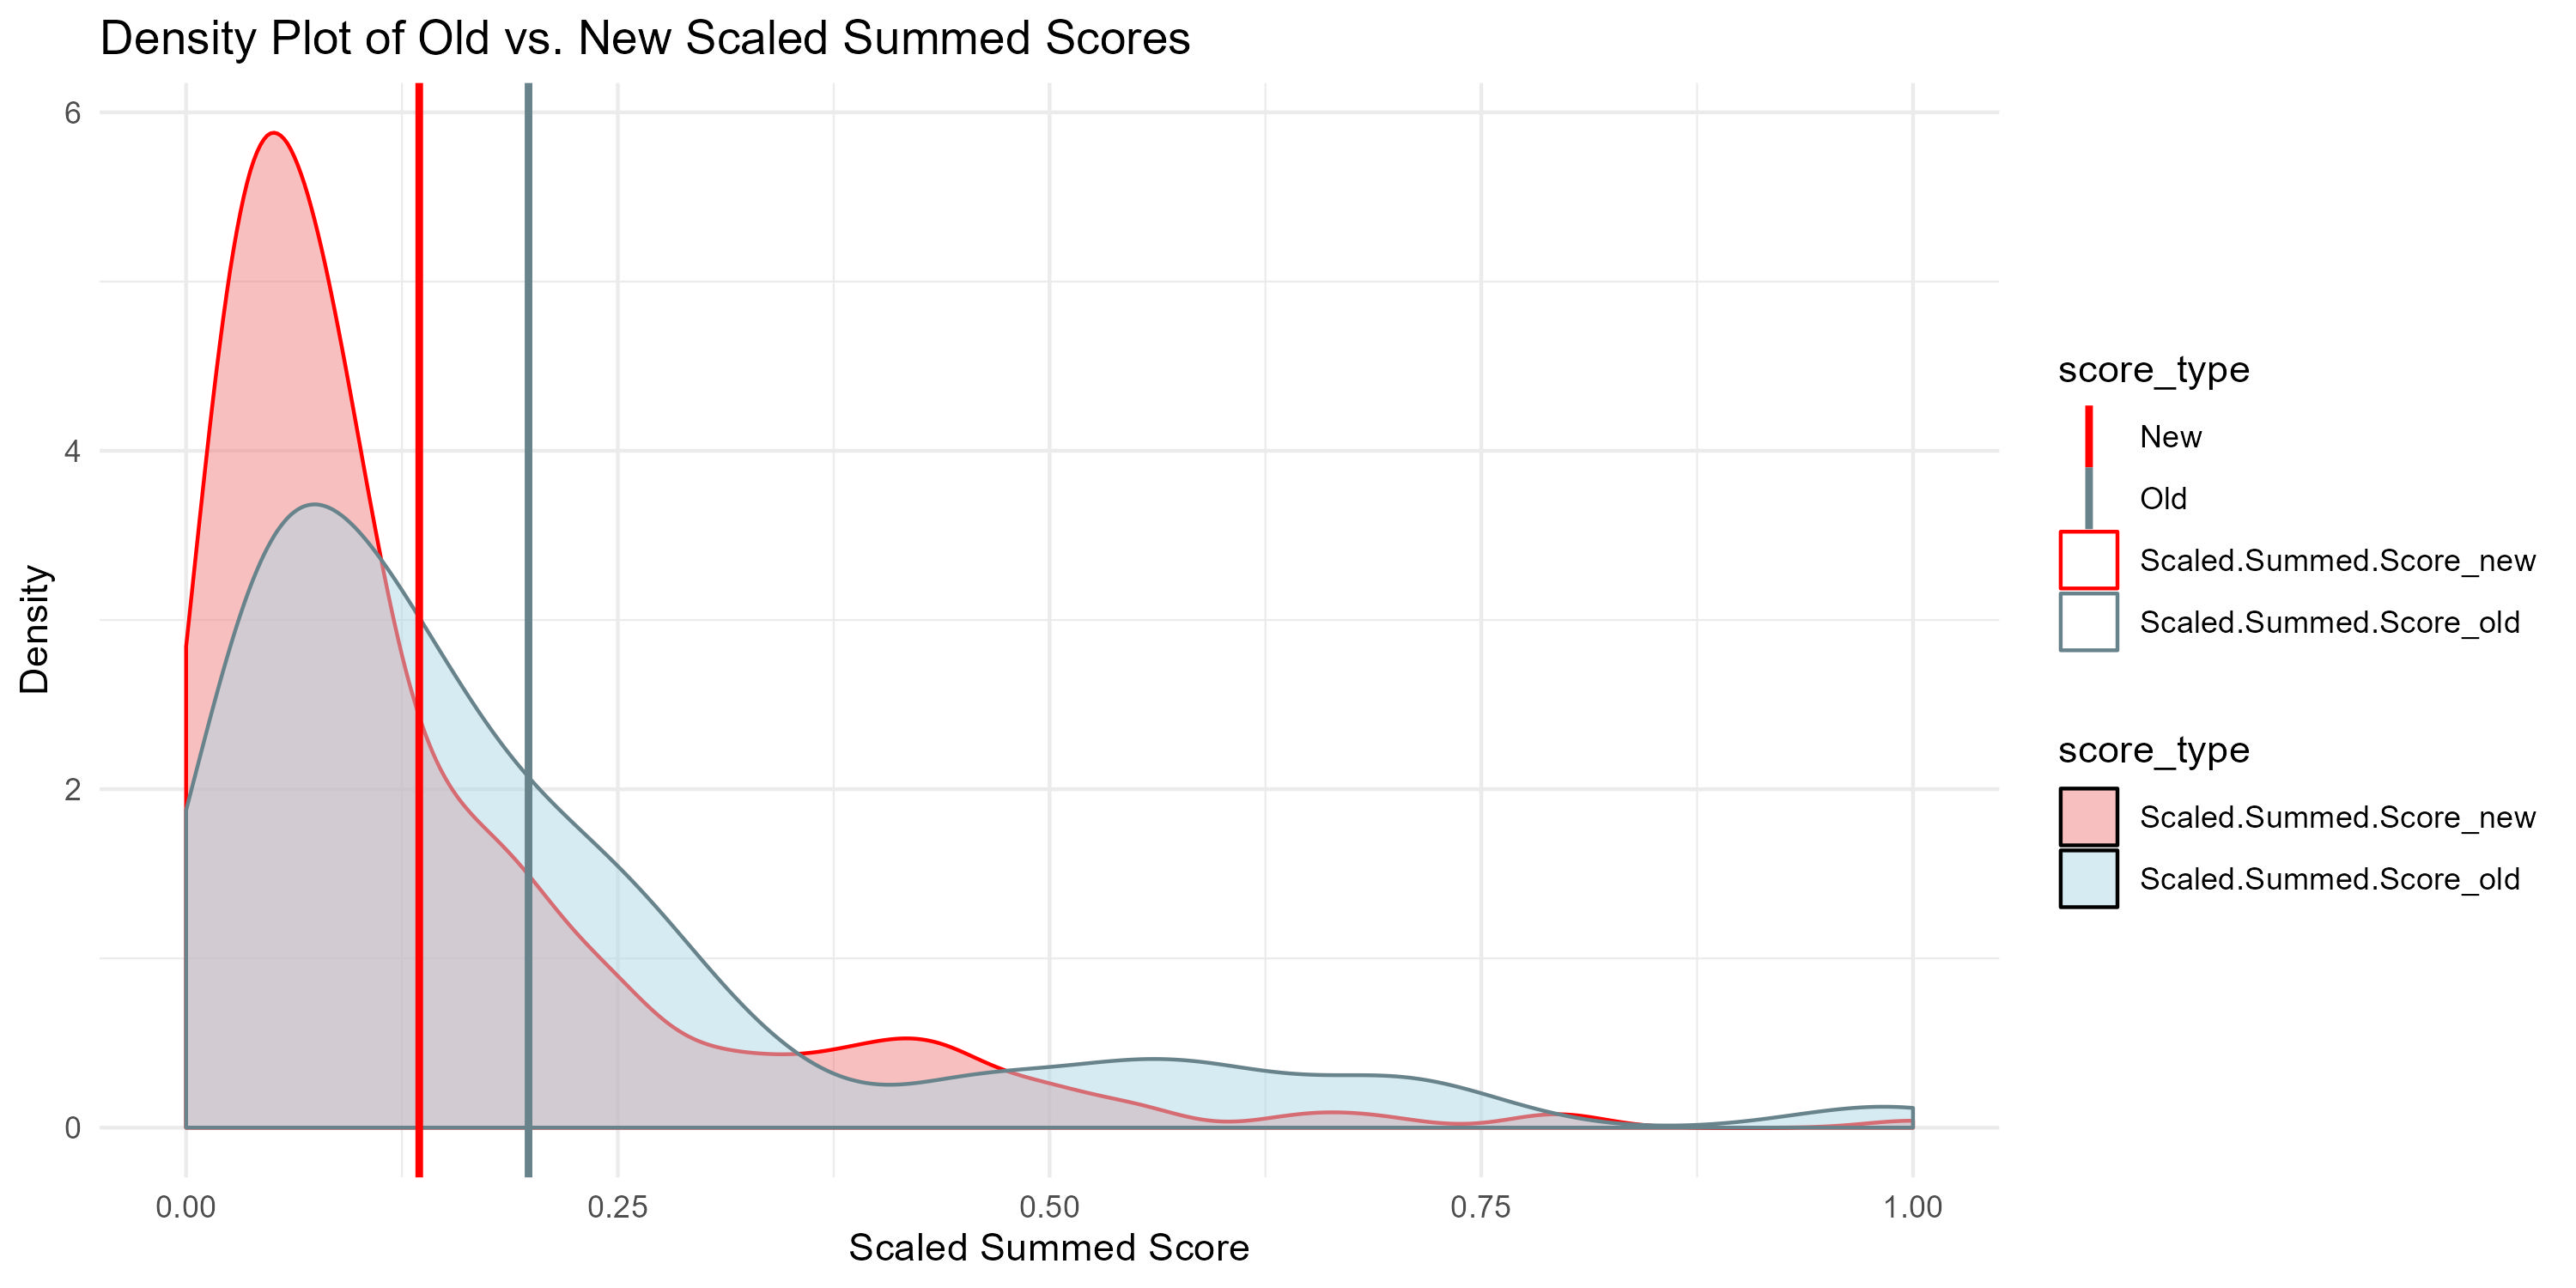 Density Plot of Old vs. New Scaled Summed Scores
6
4
2
0
Density
0.00
0.25
0.50
0.75
1.00
Scaled Summed Score
score_type
New
Old
Scaled.Summed.Score_new
Scaled.Summed.Score_old
score_type
Scaled.Summed.Score_new
Scaled.Summed.Score_old